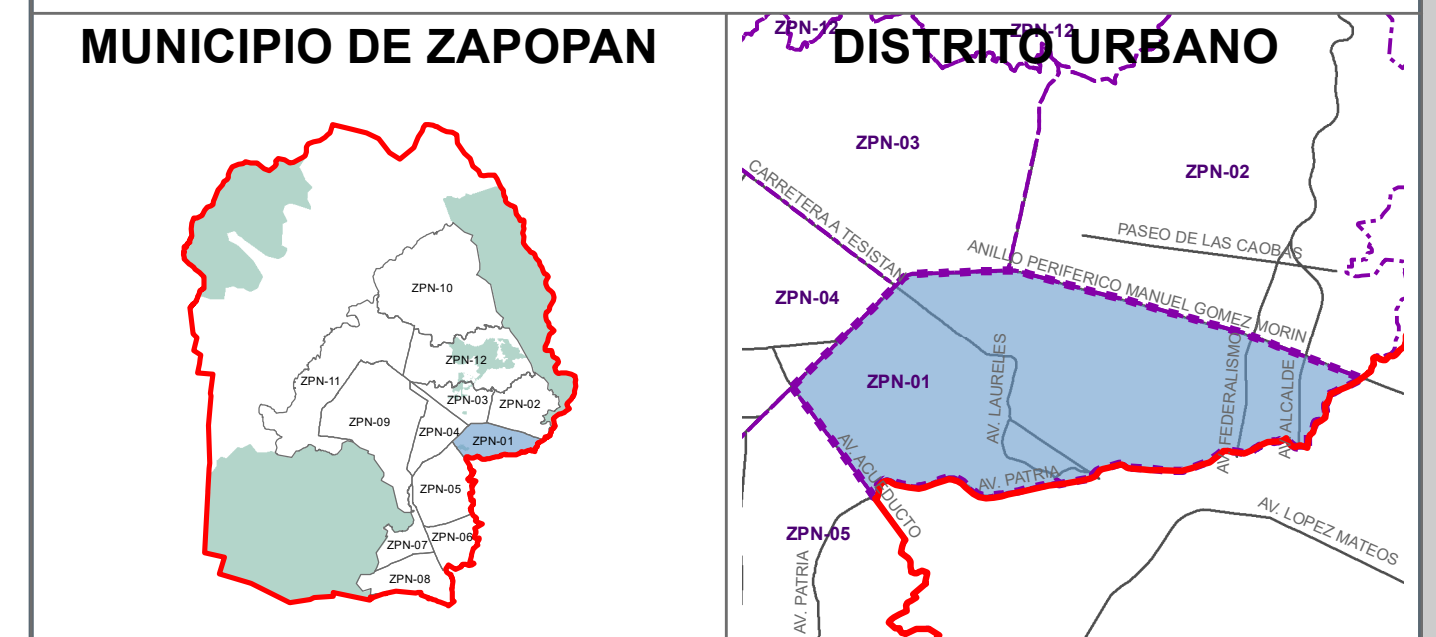 MUNICIPIO DE ZAPOPAN
ZPN-10
ZPN-12
ZPN-11
ZPN-03
ZPN-02
ZPN-09
ZPN-04
ZPN-01
ZPN-05
ZPN-06
ZPN-07
ZPN-08
DISTRITO URBANO
ZPN-12
ZPN-12
ZPN-03
ZPN-02
CARRETERA A TESISTAN
PASEO DE LAS CAOBAS
ANILLO PERIFERICO MANUEL GOMEZ MORIN
ZPN-04
ZPN-01
AV. LAURELES
AV. FEDERALISMO
AV. ALCALDE
AV. ACUEDUCTO
AV. PATRIA
ZPN-05
AV. LOPEZ MATEOS
AV. PATRIA